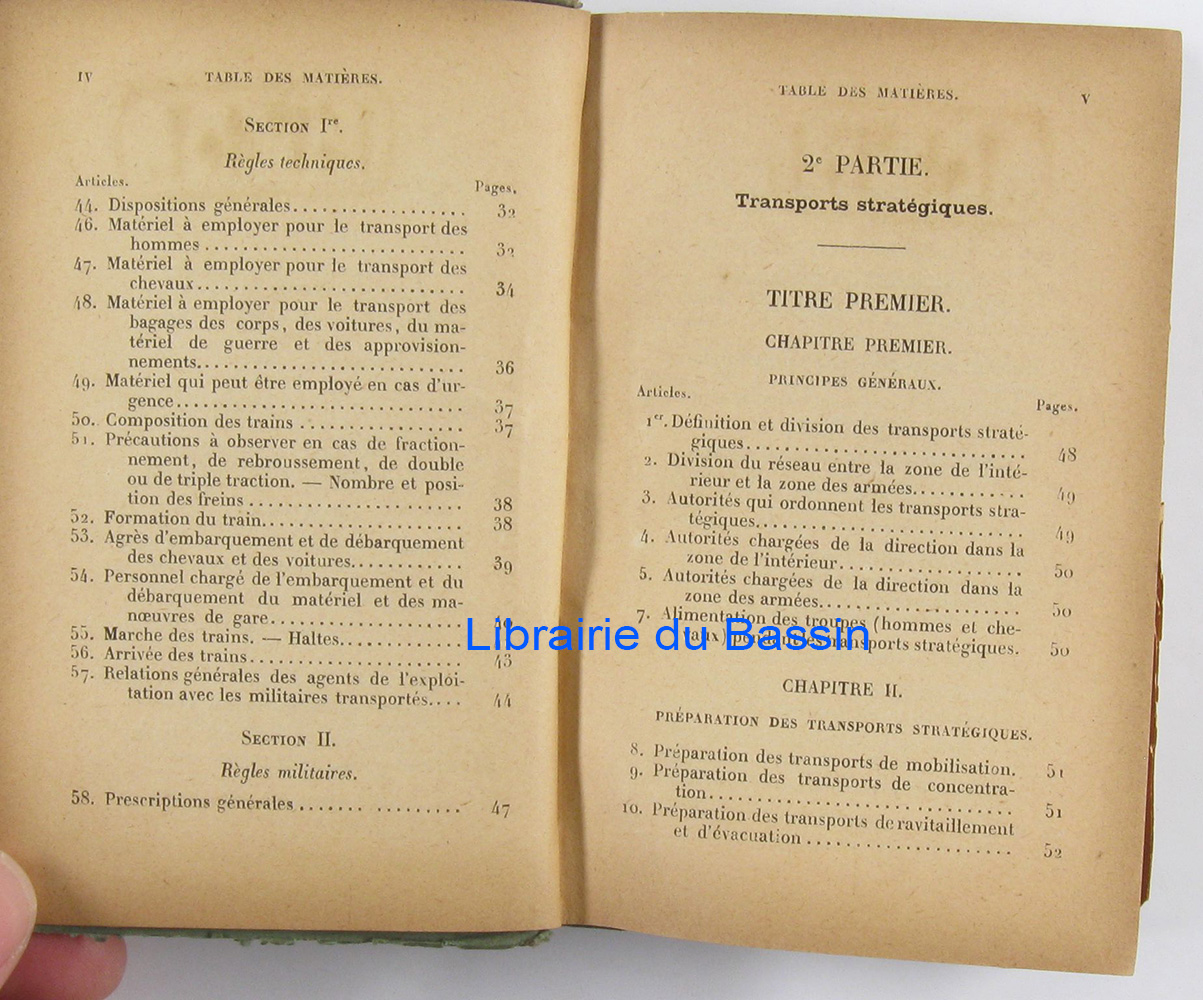 IV TABLE DES MATIÈRES.
SECTION Ire.
Règles techniques.
Articles. Pages.
44. Dispositions générales.................. 32
46. Matériel à employer pour le transport des
hommes ........................... 32
47. Matériel à employer pour le transport des
chevaux............................ 34
48. Matériel à employer pour le transport des
bagages des corps, des voitures, du ma-
tériel de guerre et des approvision-
nements............................ 36
49. Matériel qui peut être employé en cas d'ur-
gence.............................. 37
50. Composition des trains ................. 37
51. Précautions à observer en cas de fraction-
nement, de rebroussement, de double
ou de triple traction. — Nombre et posi-
tion des freins ...................... 38
52. Formation du train..................... 38
53. Agrès d'embarquement et de débarquement
des chevaux et des voitures............ 39
54. Personnel chargé de l'embarquement et du
débarquement du matériel et des ma-
nœuvres de gare....................
55. Marche des trains. — Haltes.............
56. Arrivée des trains...................... 43
57. Relations générales des agents de l'exploi-
tation avec les militaires transportés.... 44
SECTION II.
Règles militaires.
58. Prescriptions générales ....... ......... 47
TABLE DES MATIÈRES. V
2e PARTIE.
Transports stratégiques.
TITRE PREMIER.
CHAPITRE PREMIER.
PRINCIPES GÉNÉRAUX.
Articles. Pages.
1er. Définition et division des transports straté-
giques............................. 48
2. Division du réseau entre la zone de l'inté-
rieur et la zone des armées............ 49
3. Autorités qui ordonnent les transports stra-
tégiques............................ 49
4. Autorités chargées de la direction dans la
zone de l'intérieur................... 50
5. Autorités chargées de la direction dans la
zone des armées..................... 50
7. Alimentation des troupes (hommes et che-
vaux) pendant les transports stratégiques. 50
Librairie du Bassin
CHAPITRE II.
PRÉPARATION DES TRANSPORTS STRATÉGIQUES.
8. Préparation des transports de mobilisation. 51
9. Préparation des transports de concentra-
tion................................ 51
10. Préparation des transports de ravitaillement
et d'évacuation ..................... 52